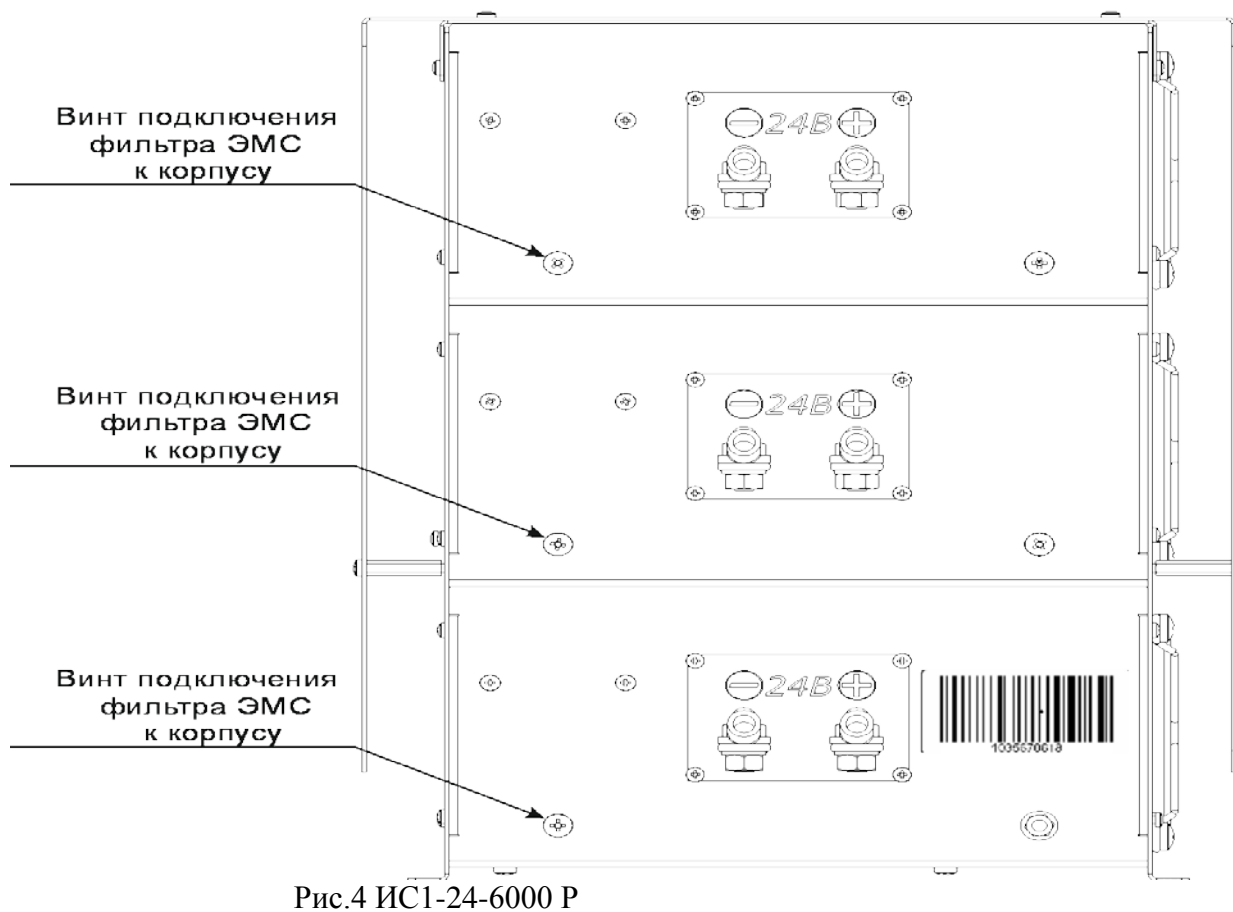 Винт подключения
фильтра ЭМС
к корпусу
24В
Винт подключения
фильтра ЭМС
к корпусу
24В
Винт подключения
фильтра ЭМС
к корпусу
24В
Рис.4 ИС1-24-6000 Р